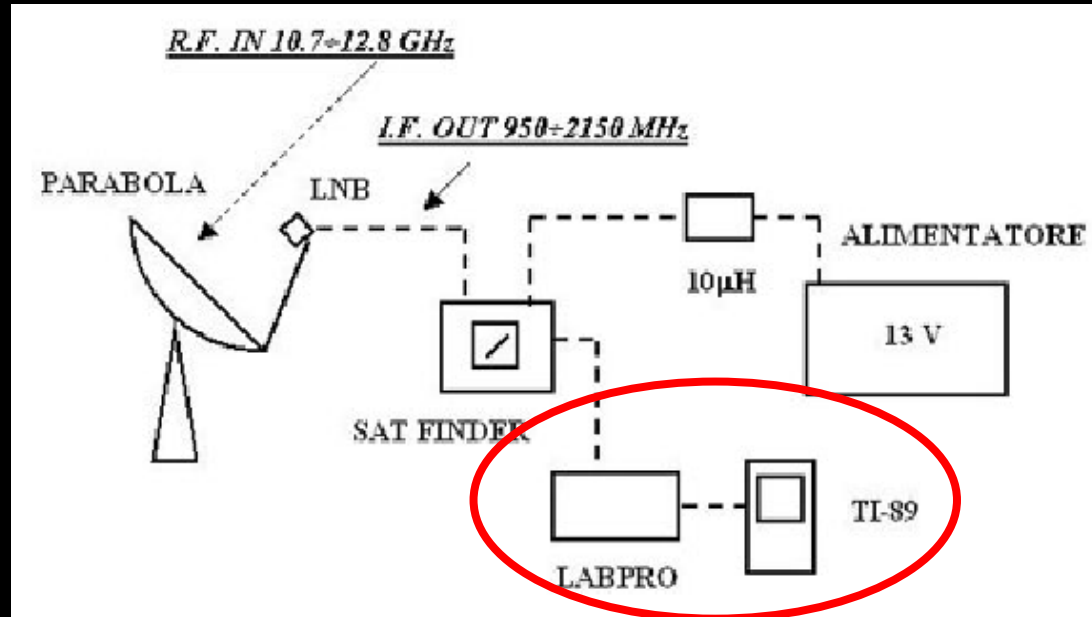 R.F. IN 10.7÷12.8 GHz
I.F. OUT 950÷2150 MHz
PARABOLA
LNB
ALIMENTATORE
10µH
13 V
SAT FINDER
TI-89
LABPRO